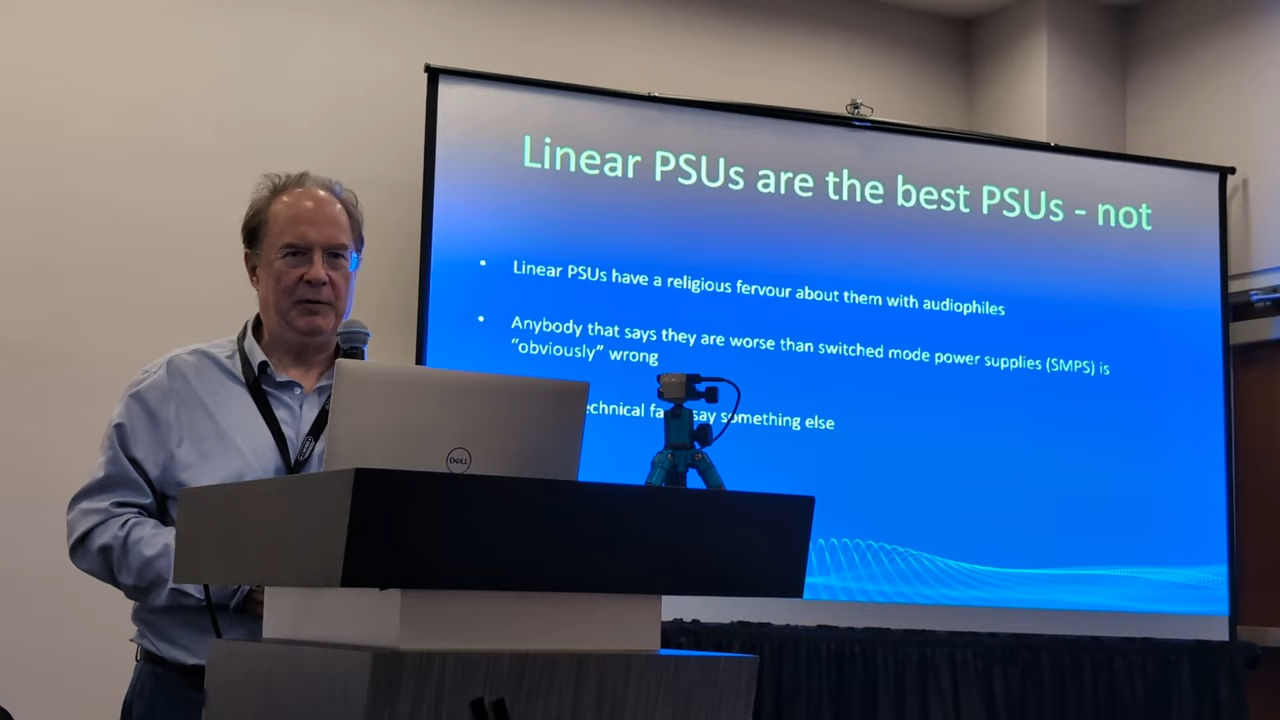 Linear PSUs are the best PSUs - not
• Linear PSUs have a religious fervour about them with audiophiles
• Anybody that says they are worse than switched mode power supplies (SMPS) is
"obviously" wrong
say something else
DELL